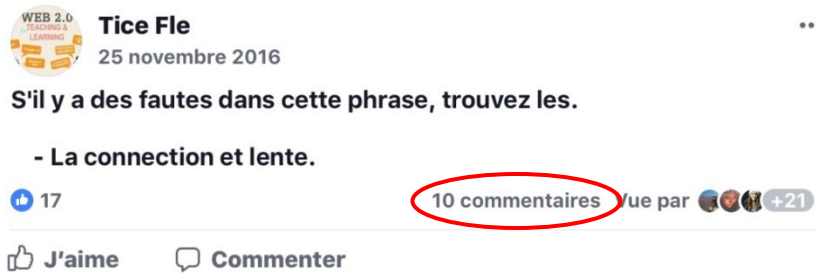 WEB 2.0
TEACHING &
LEARNING
Tice Fle
25 novembre 2016
S'il y a des fautes dans cette phrase, trouvez les.
- La connection et lente.
17
10 commentaires Vue par +21
J'aime
Commenter